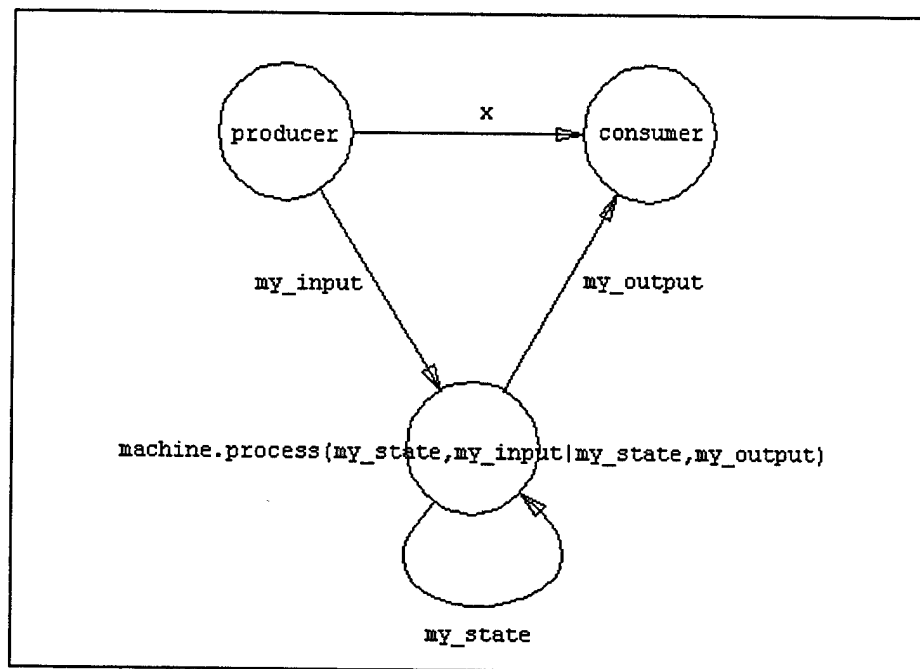 x
producer
consumer
my_input
my_output
machine.process(my_state,my_input|my_state,my_output)
my_state